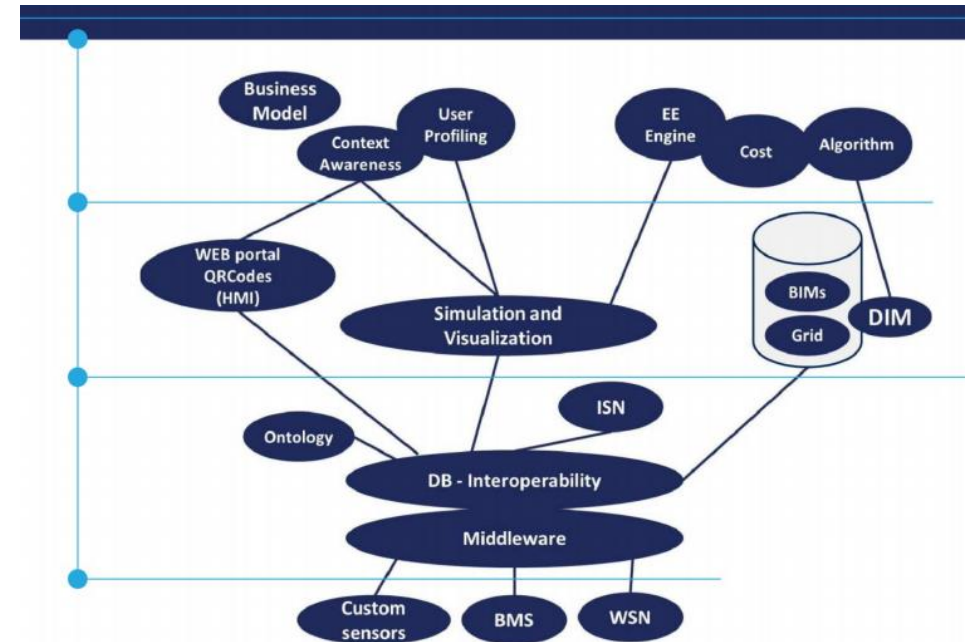 Business
Model
User
Profiling
Context
Awareness
EE
Engine
Cost
Algorithm
WEB portal
QRCodes
(HMI)
Simulation and
Visualization
BIMs
Grid
DIM
ISN
Ontology
DB - Interoperability
Middleware
Custom
sensors
BMS
WSN